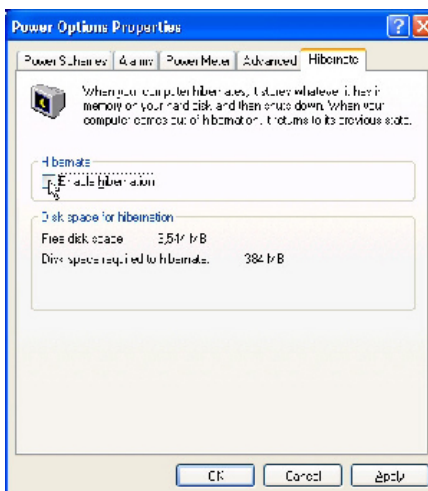 Power Options Properties
Power Schemes Alarms Power Meter Advanced Hibernate
When your computer hibernates, it stores whatever it has in
memory on your hard disk and then shuts down. When your
computer comes out of hibernation, it returns to its previous state.
Hibernate
Enable hibernation
Disk space for hibernation
Free disk space:
Disk space required to hibernate: 384 MB
OK Cancel Apply